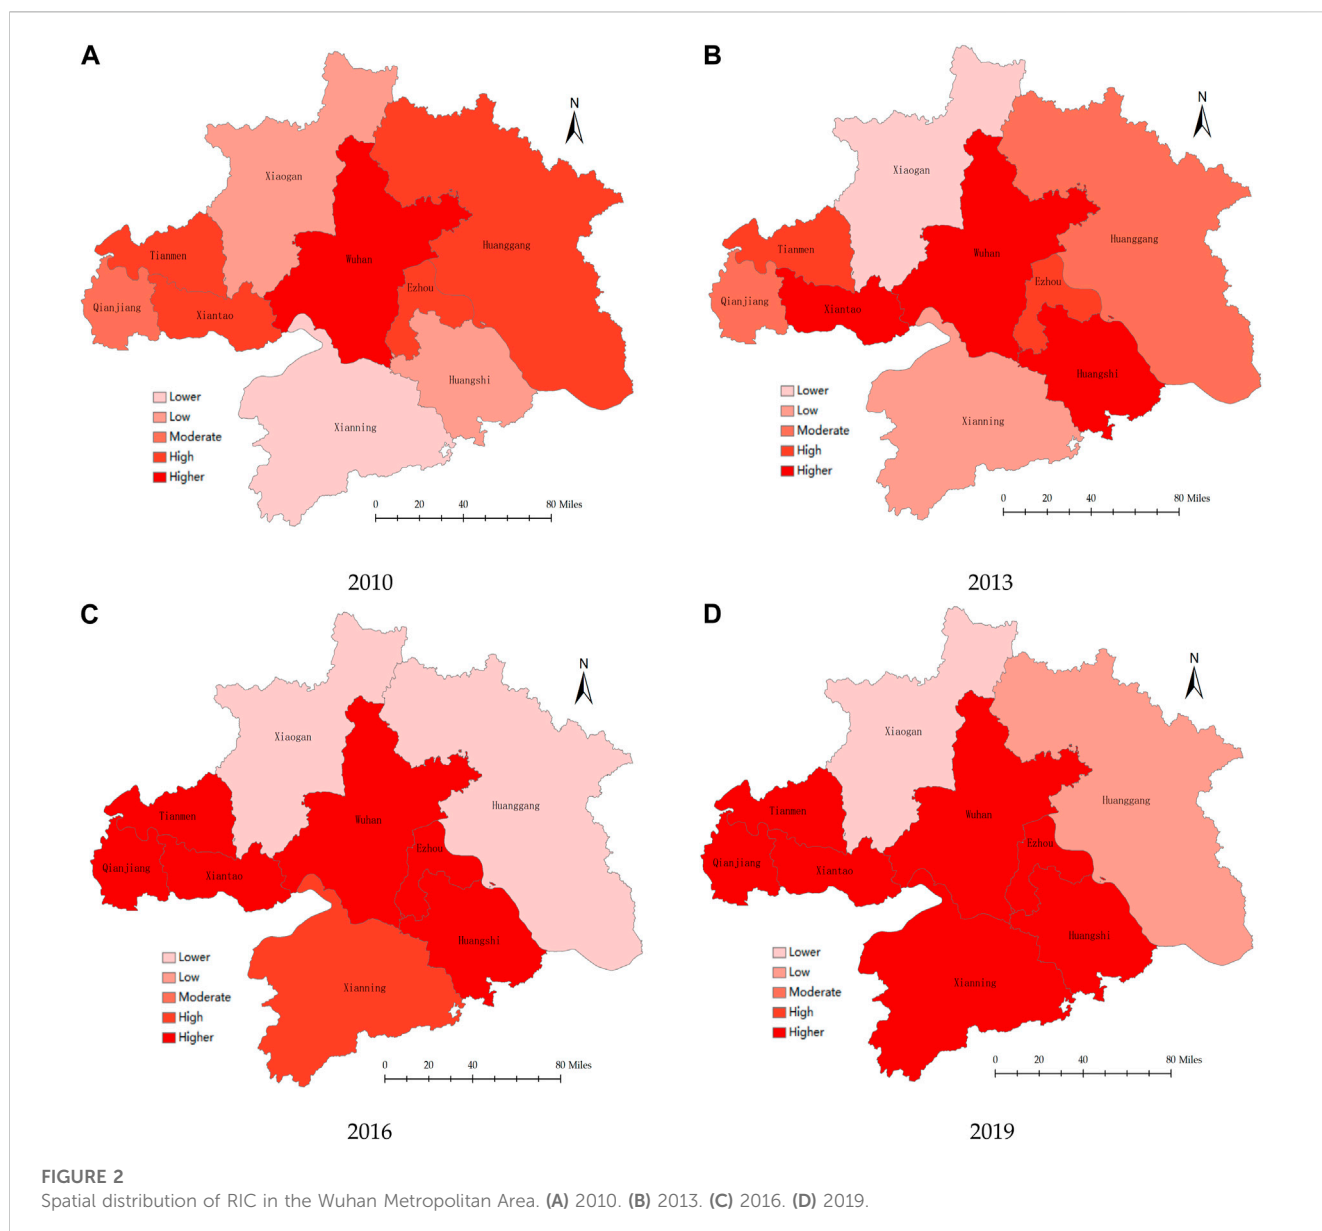 A
N
Xiaogan
Huanggang
Tianmen
Wuhan
Ezhou
Qianjiang
Xiantao
Huangshi
Xianning
Lower
Low
Moderate
High
Higher
0 20 40 80 Miles
2010
B
N
Xiaogan
Huanggang
Tianmen
Wuhan
Ezhou
Qianjiang
Xiantao
Huangshi
Xianning
Lower
Low
Moderate
High
Higher
0 20 40 80 Miles
2013
C
N
Xiaogan
Huanggang
Tianmen
Wuhan
Ezhou
Qianjiang
Xiantao
Huangshi
Xianning
Lower
Low
Moderate
High
Higher
0 20 40 80 Miles
2016
D
N
Xiaogan
Huanggang
Tianmen
Wuhan
Ezhou
Qianjiang
Xiantao
Huangshi
Xianning
Lower
Low
Moderate
High
Higher
0 20 40 80 Miles
2019
FIGURE 2
Spatial distribution of RIC in the Wuhan Metropolitan Area. (A) 2010. (B) 2013. (C) 2016. (D) 2019.